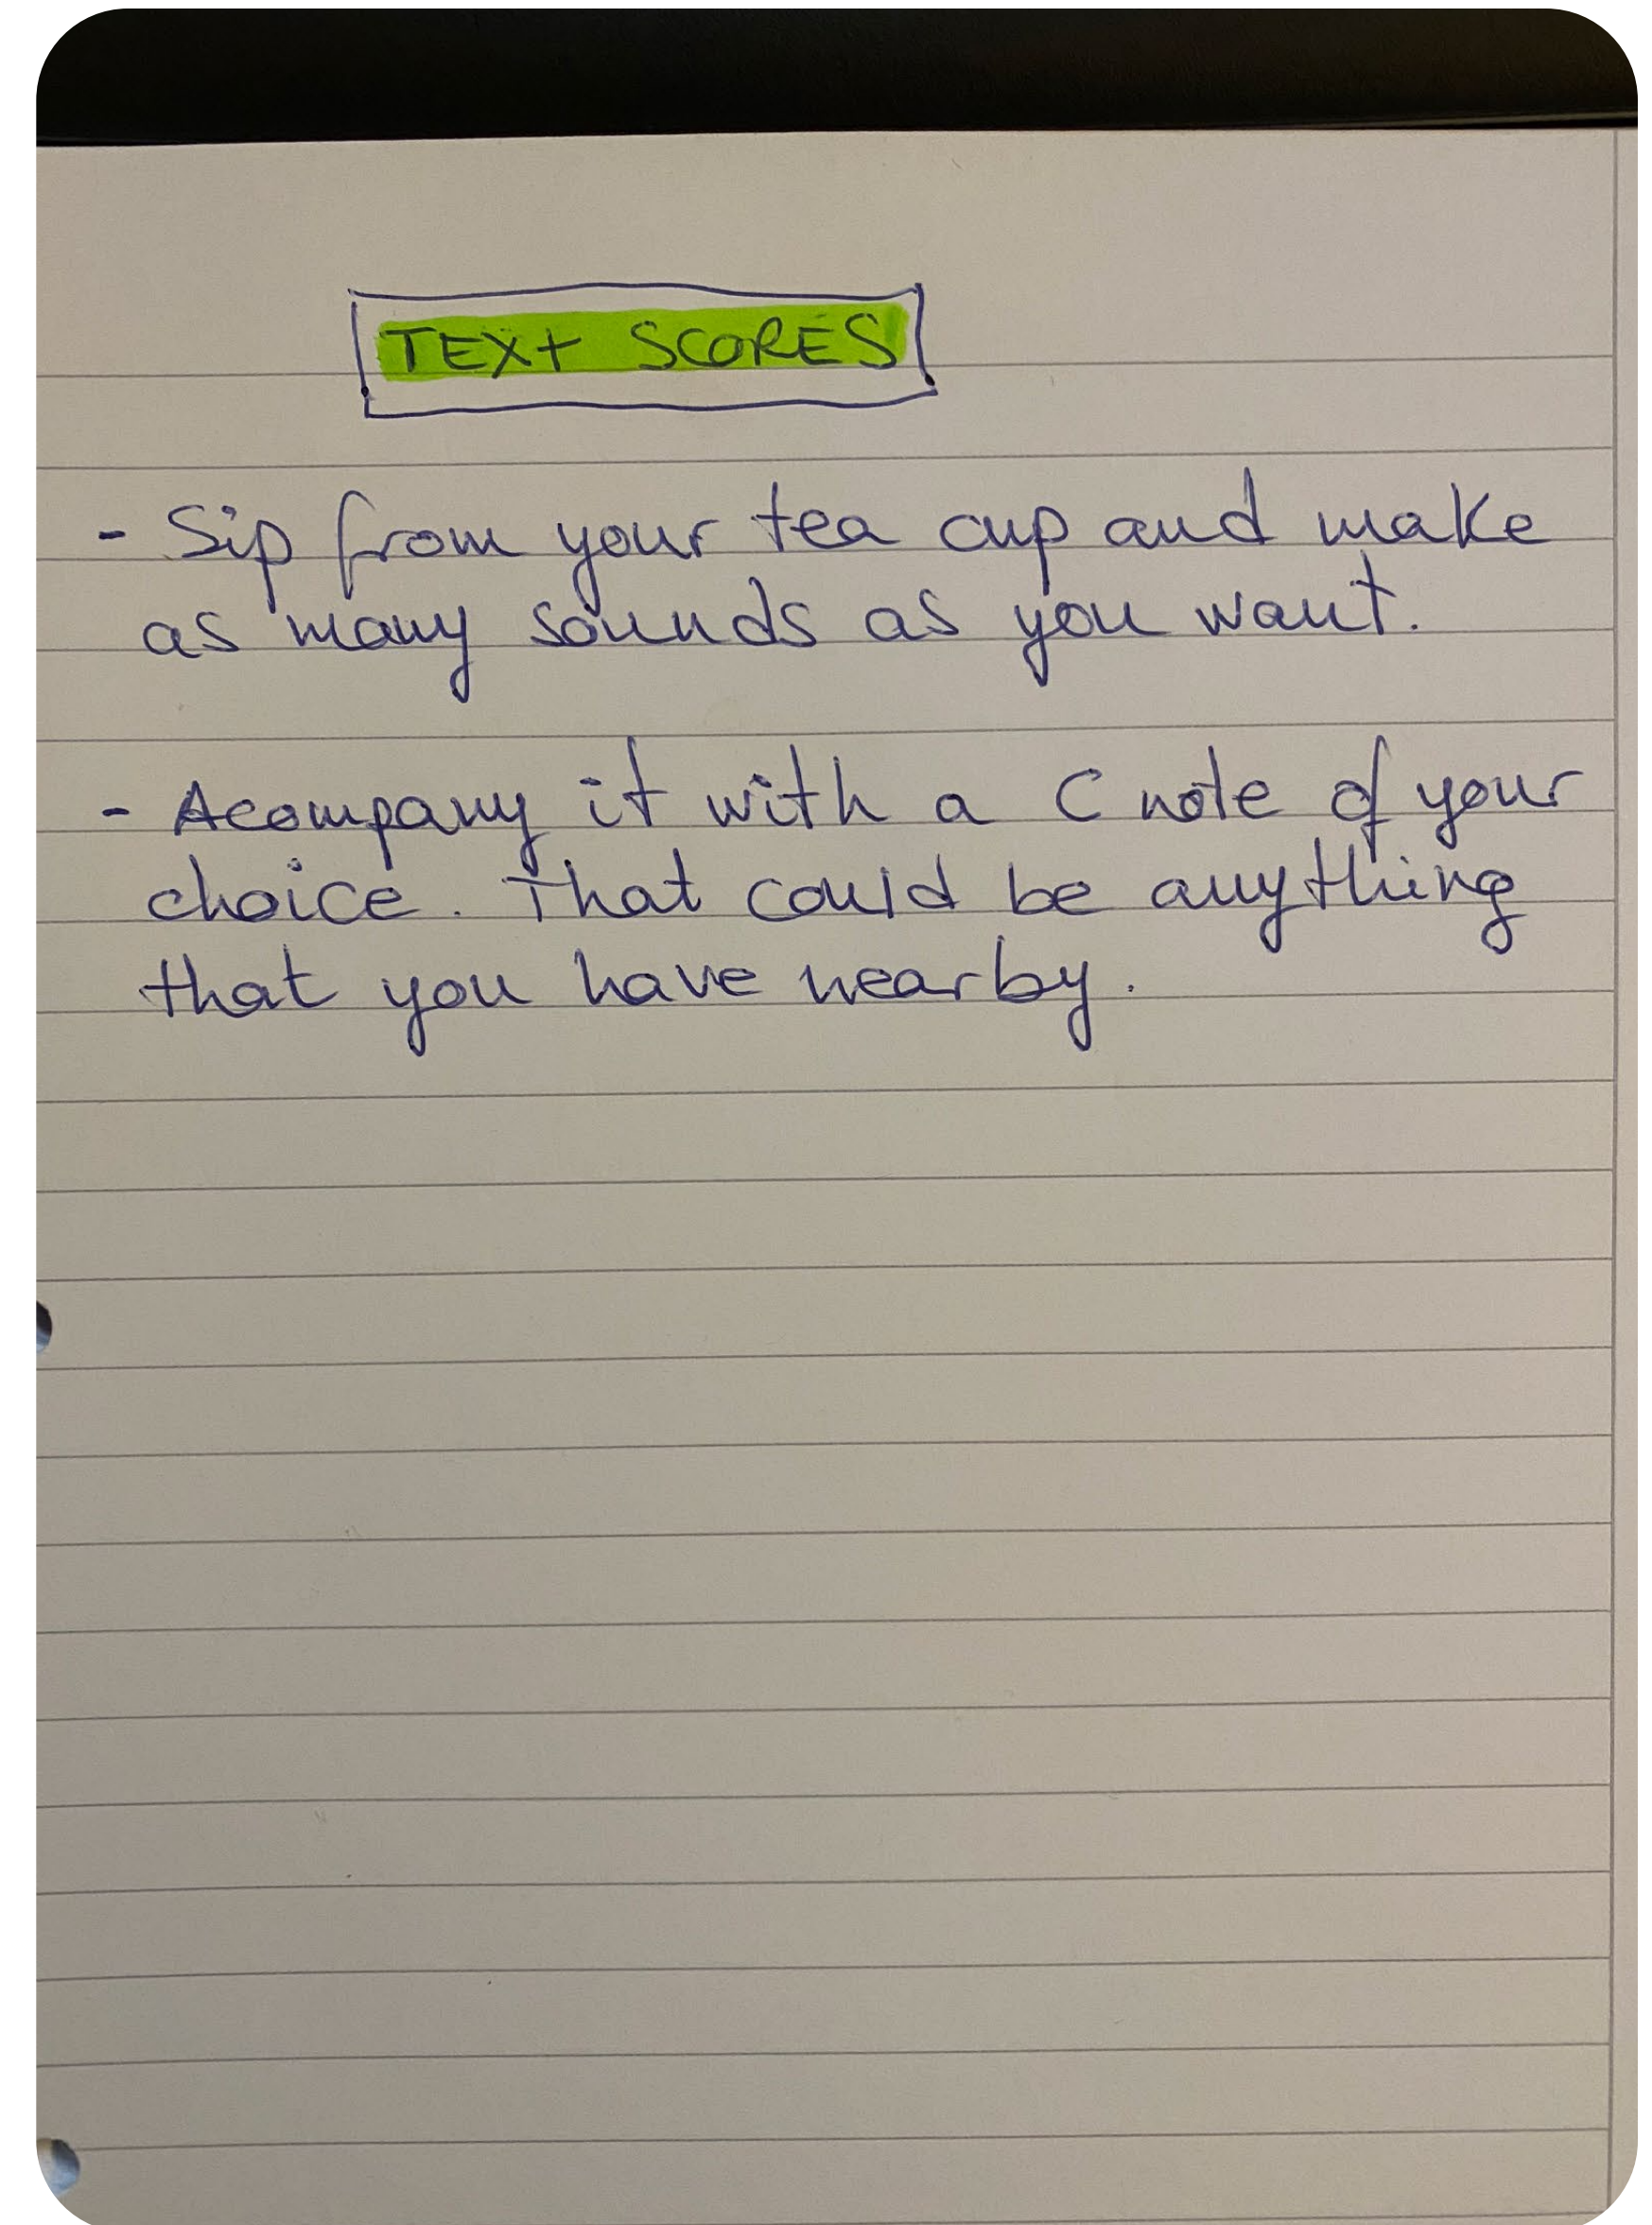 TEXT SCORES
- Sip from your tea cup and make
as many sounds as you want.
- Acompany it with a C note of your
choice. That could be anything
that you have nearby.